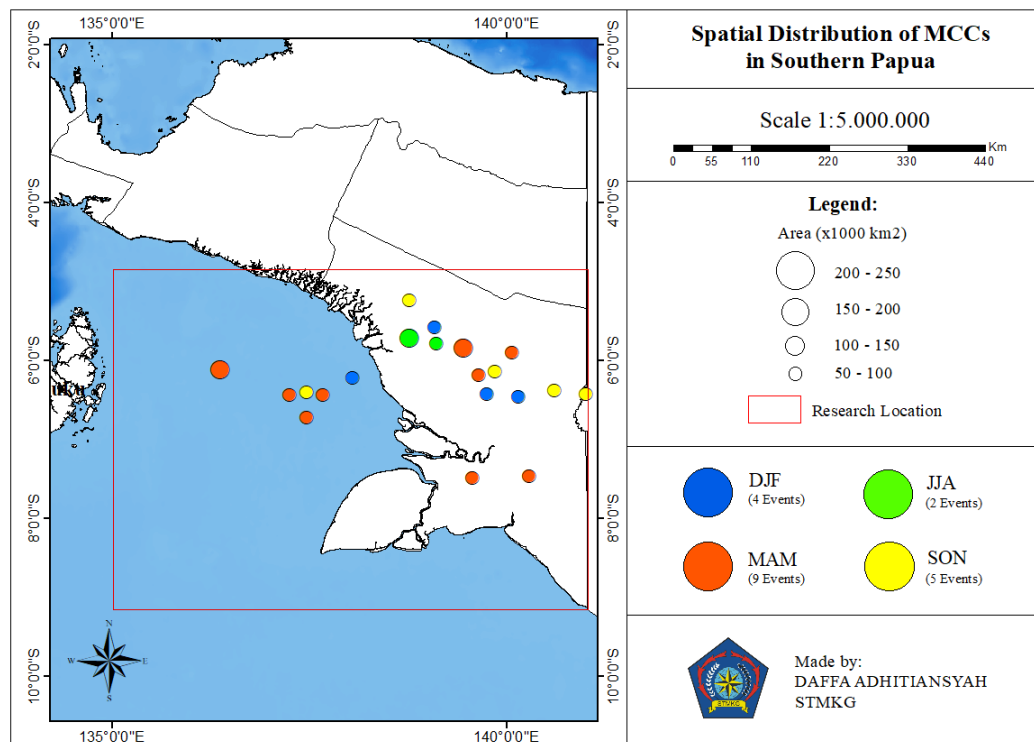 135°0'0"E 140°0'0"E
2°0'0"S 2°0'0"S
4°0'0"S 4°0'0"S
6°0'0"S 6°0'0"S
8°0'0"S 8°0'0"S
10°0'0"S 10°0'0"S
N
W E
S
135°0'0"E 140°0'0"E
Spatial Distribution of MCCs
in Southern Papua
Scale 1:5.000.000
Km
0 55 110 220 330 440
Legend:
Area (x1000 km2)
200 - 250
150 - 200
100 - 150
50 - 100
Research Location
DJF
(4 Events)
JJA
(2 Events)
MAM
(9 Events)
SON
(5 Events)
STMKG
Made by:
DAFFA ADHITIANSYAH
STMKG